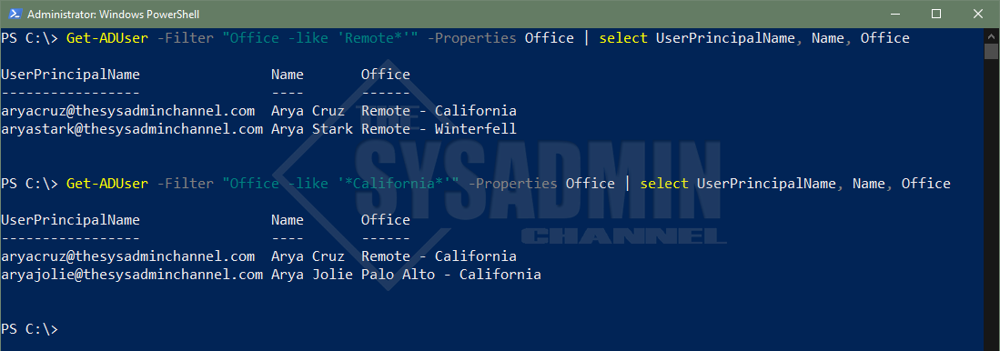 Administrator: Windows PowerShell
PS C:\> Get-ADUser -Filter "Office -like 'Remote*'" -Properties Office | select UserPrincipalName, Name, Office
UserPrincipalName Name Office
----------------- ---- ------
aryacruz@thesysadminchannel.com Arya Cruz Remote - California
aryastark@thesysadminchannel.com Arya Stark Remote - Winterfell
THE
SYSADMIN
CHANNEL
PS C:\> Get-ADUser -Filter "Office -like '*California*'" -Properties Office | select UserPrincipalName, Name, Office
UserPrincipalName Name Office
----------------- ---- ------
aryacruz@thesysadminchannel.com Arya Cruz Remote - California
aryajolie@thesysadminchannel.com Arya Jolie Palo Alto - California
PS C:\>